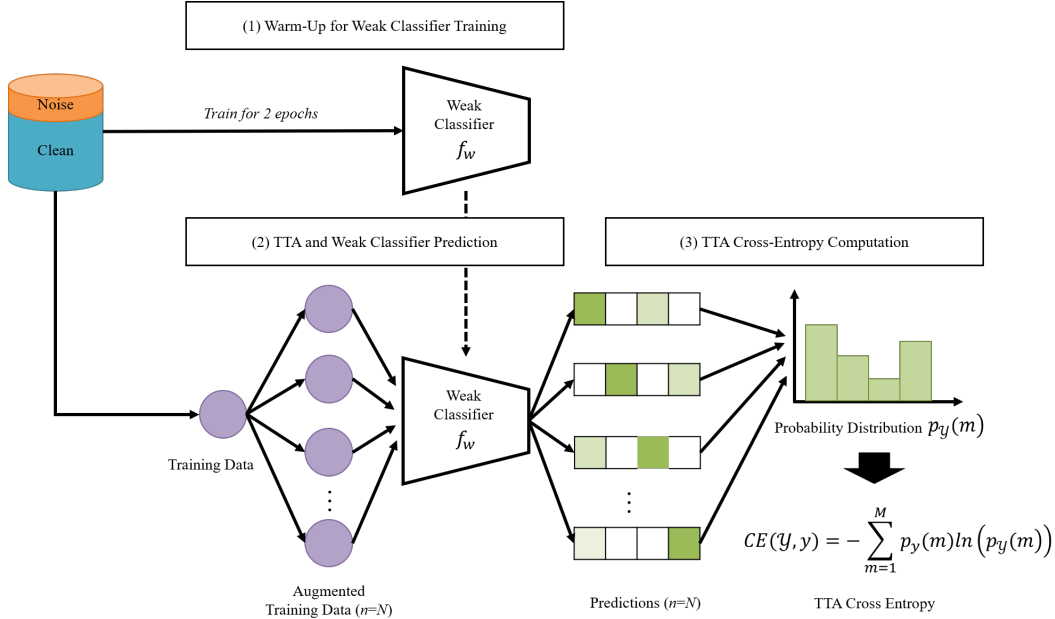 (1) Warm-Up for Weak Classifier Training
Noise
Clean
Train for 2 epochs
Weak
Classifier
f_w
(2) TTA and Weak Classifier Prediction
(3) TTA Cross-Entropy Computation
Training Data
⋮
Augmented
Training Data (n=N)
Weak
Classifier
f_w
⋮
Predictions (n=N)
Probability Distribution p_𝒴(m)
CE(𝒴, y) = − ∑_{m=1}^{M} p_y(m)ln(p_𝒴(m))
TTA Cross Entropy